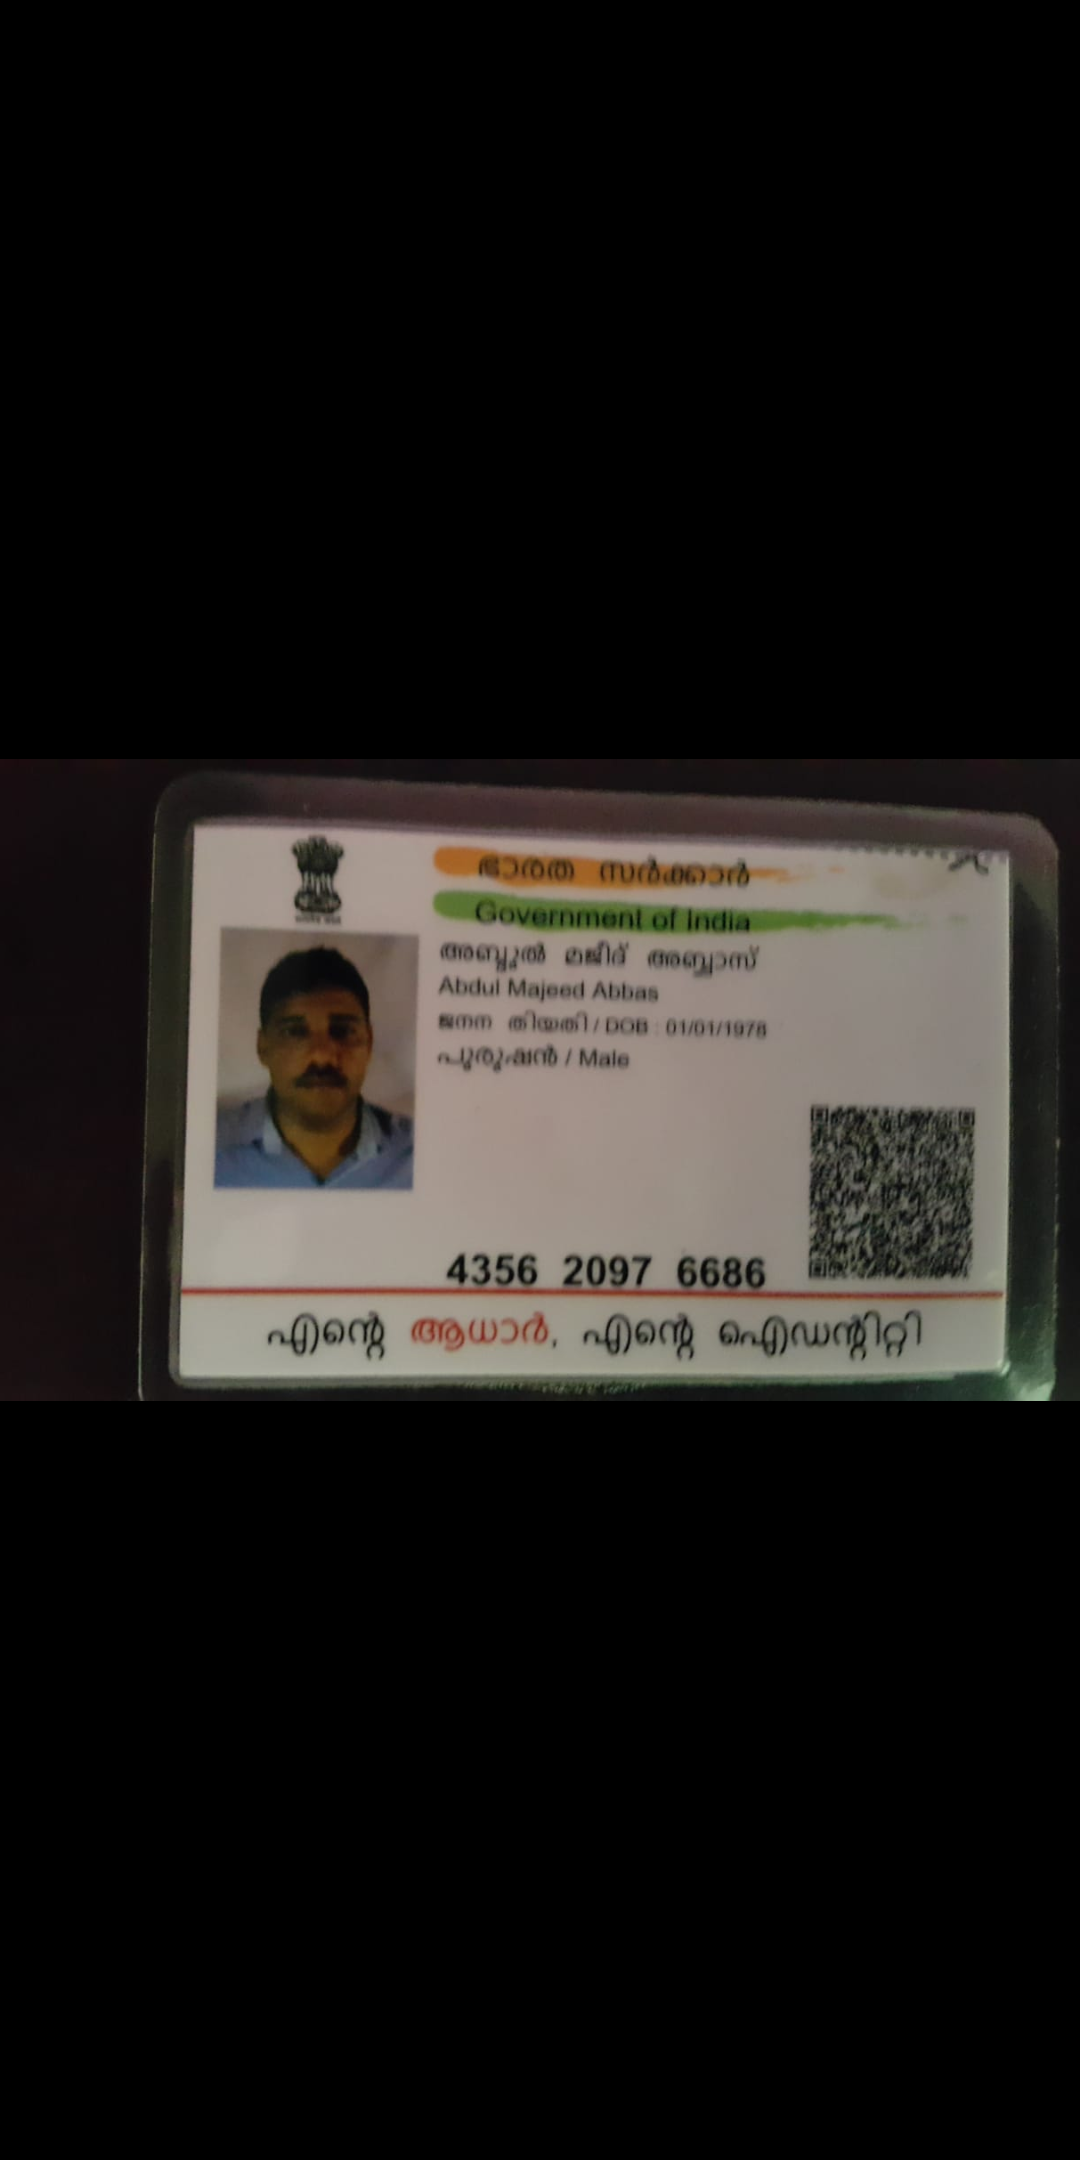 ഭാരത സർക്കാർ
Government of India
അബ്ദുൽ മജീദ് അബ്ബാസ്
Abdul Majeed Abbas
ജനന തിയതി / DOB : 01/01/1978
പുരുഷൻ / Male
4356 2097 6686
എന്റെ ആധാർ, എന്റെ ഐഡന്റിറ്റി